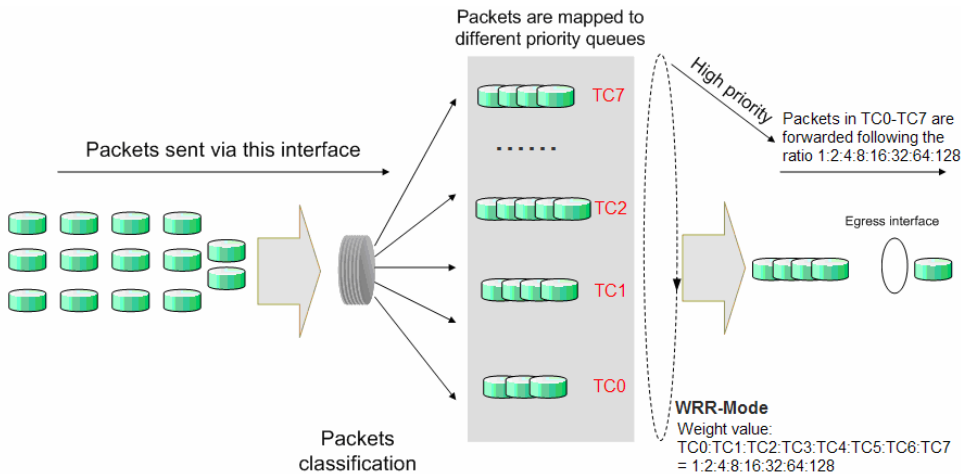 Packets are mapped to
different priority queues
High priority
TC7
Packets in TC0-TC7 are
forwarded following the
ratio 1:2:4:8:16:32:64:128
Packets sent via this interface
......
TC2
Egress interface
TC1
TC0
WRR-Mode
Weight value:
TC0:TC1:TC2:TC3:TC4:TC5:TC6:TC7
= 1:2:4:8:16:32:64:128
Packets
classification